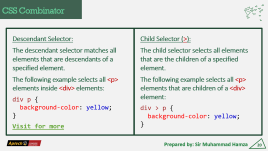 CSS Combinator
Descendant Selector:
The descendant selector matches all
elements that are descendants of a
specified element.
The following example selects all <p>
elements inside <div> elements:
div p {
background-color: yellow;
}
Visit for more
Child Selector (>):
The child selector selects all elements
that are the children of a specified
element.
The following example selects all <p>
elements that are children of a <div>
element:
div > p {
background-color: yellow;
}
Aptech
Prepared by: Sir Muhammad Hamza